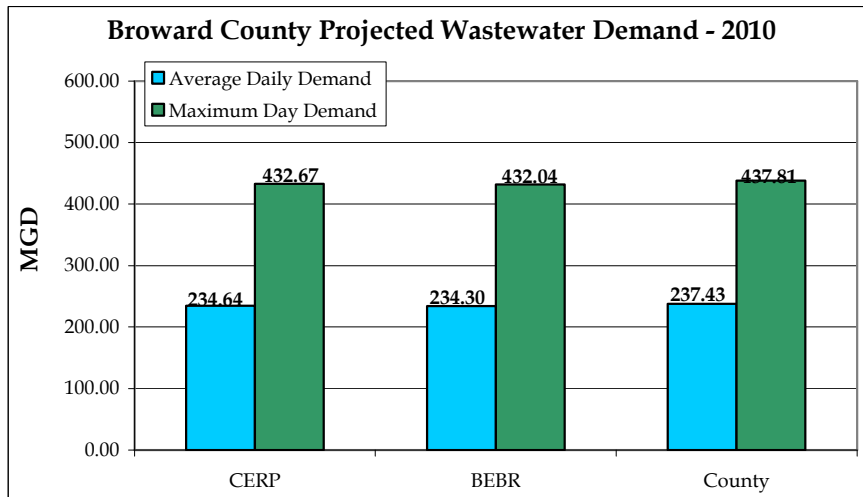 Broward County Projected Wastewater Demand - 2010
600.00
500.00
400.00
300.00
200.00
100.00
0.00
MGD
Average Daily Demand
Maximum Day Demand
432.67
432.04
437.81
234.64
234.30
237.43
CERP
BEBR
County